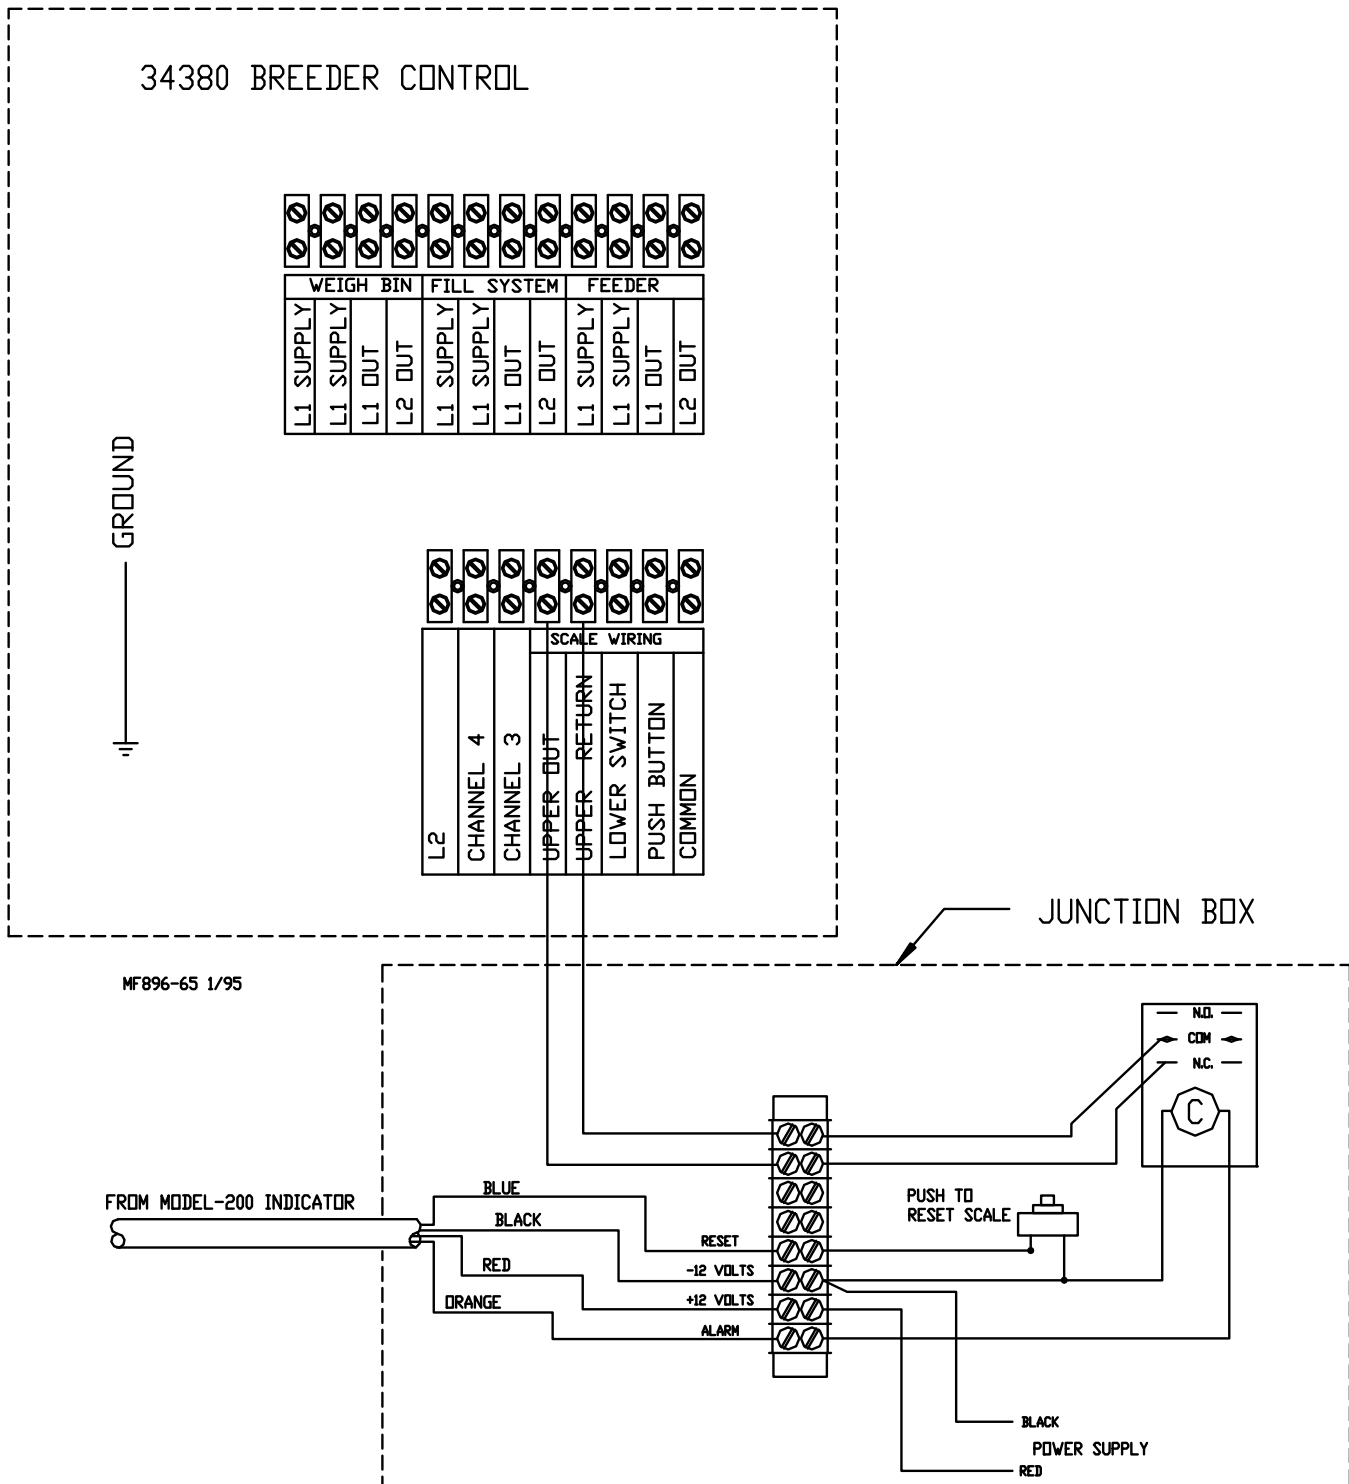 34380 BREEDER CONTROL
WEIGH BIN
FILL SYSTEM
FEEDER
L1 SUPPLY
L1 SUPPLY
L1 OUT
L2 OUT
L1 SUPPLY
L1 SUPPLY
L1 OUT
L2 OUT
L1 SUPPLY
L1 SUPPLY
L1 OUT
L2 OUT
GROUND
SCALE WIRING
L2
CHANNEL 4
CHANNEL 3
UPPER OUT
UPPER RETURN
LOWER SWITCH
PUSH BUTTON
COMMON
JUNCTION BOX
MF896-65 1/95
N.O.
COM
N.C.
C
FROM MODEL-200 INDICATOR
BLUE
BLACK
RED
ORANGE
PUSH TO
RESET SCALE
RESET
-12 VOLTS
+12 VOLTS
ALARM
BLACK
POWER SUPPLY
RED